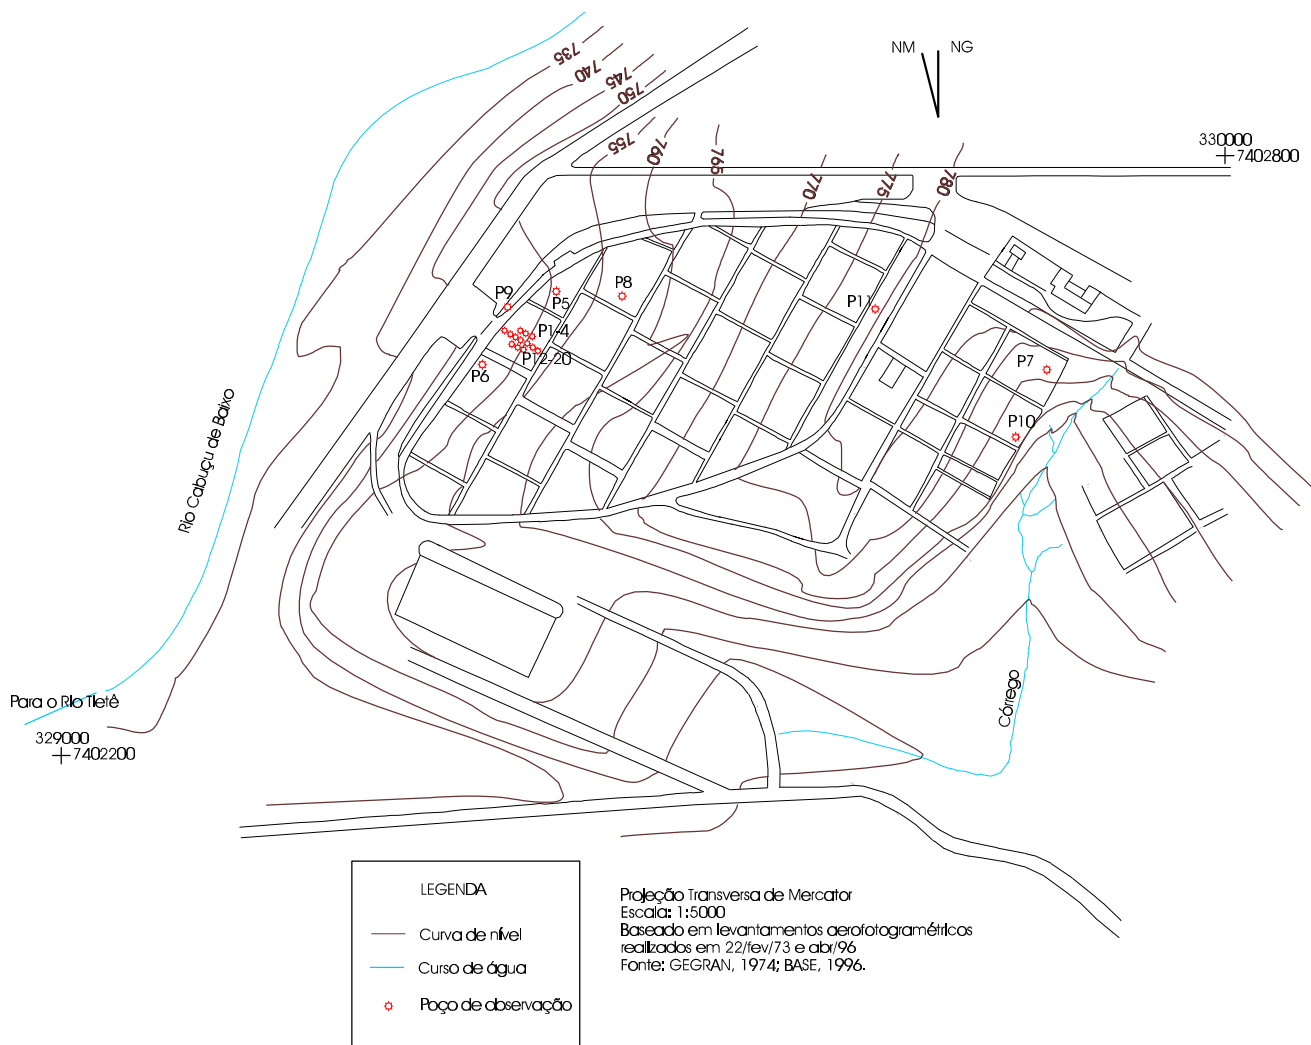 NM
NG
735
740
745
750
755
760
765
770
775
780
330000
7402800
P9
P5
P8
P11
P1-4
P12-20
P6
P7
P10
Rio Cabuçu de Baixo
Córrego
Para o Rio Tietê
329000
7402200
LEGENDA
Curva de nível
Curso de água
Poço de observação
Projeção Transversa de Mercator
Escala: 1:5000
Baseado em levantamentos aerofotogramétricos
realizados em 22/fev/73 e abr/96
Fonte: GEGRAN, 1974; BASE, 1996.